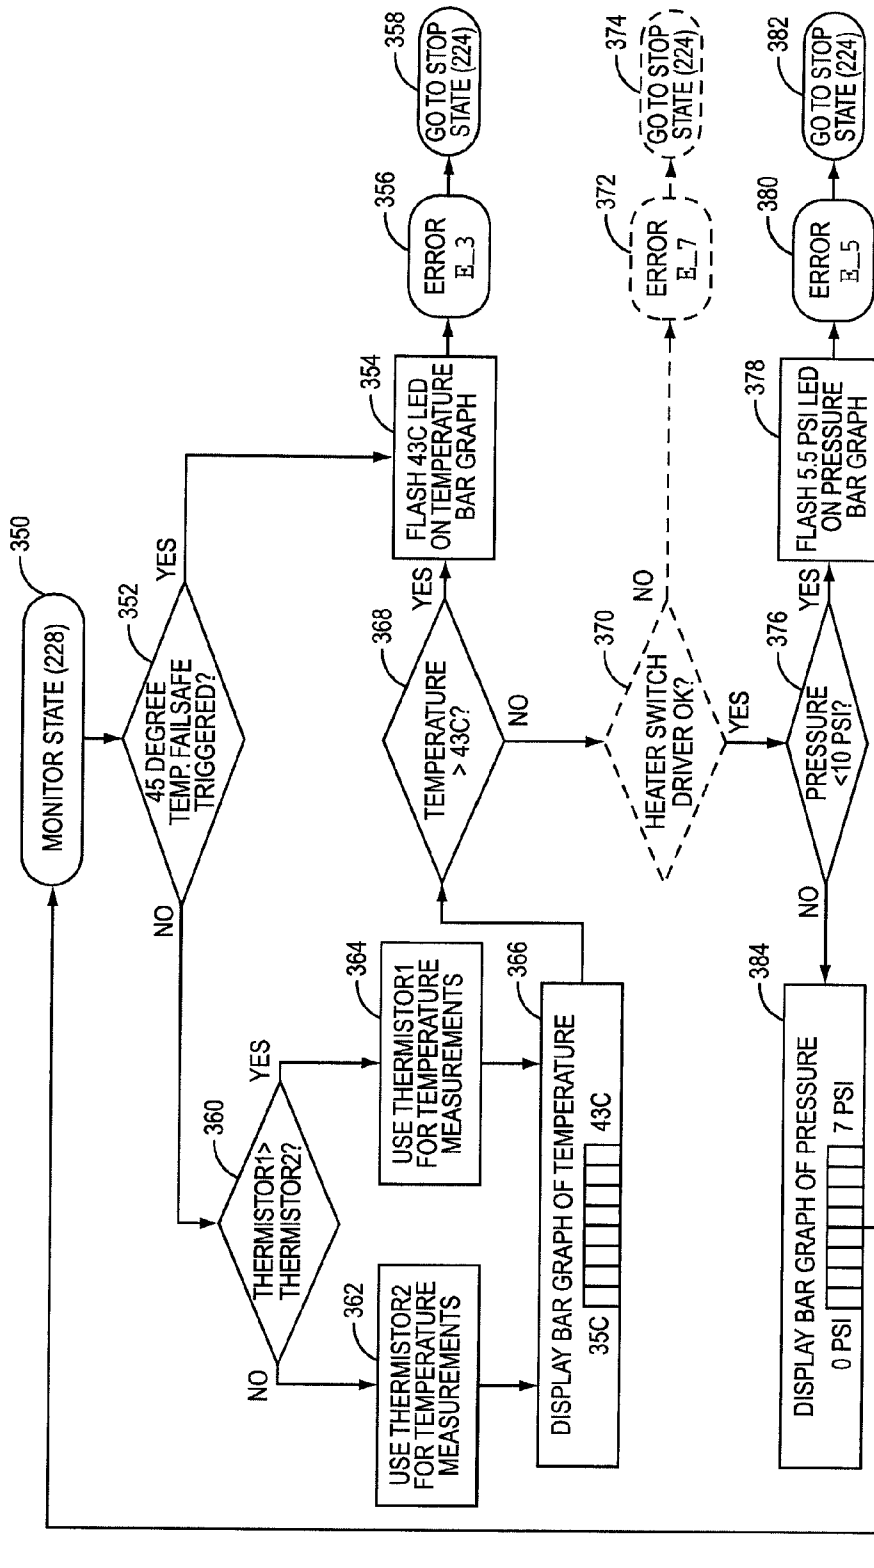 350
MONITOR STATE (228)
352
45 DEGREE
TEMP. FAILSAFE
TRIGGERED?
YES
NO
354
FLASH 43C LED
ON TEMPERATURE
BAR GRAPH
356
ERROR
E_3
358
GO TO STOP
STATE (224)
360
THERMISTOR1>
THERMISTOR2?
YES
NO
362
USE THERMISTOR2
FOR TEMPERATURE
MEASUREMENTS
364
USE THERMISTOR1
FOR TEMPERATURE
MEASUREMENTS
366
DISPLAY BAR GRAPH OF TEMPERATURE
35C
43C
368
TEMPERATURE
> 43C?
YES
NO
370
HEATER SWITCH
DRIVER OK?
NO
YES
372
ERROR
E_7
374
GO TO STOP
STATE (224)
376
PRESSURE
<10 PSI?
YES
NO
378
FLASH 5.5 PSI LED
ON PRESSURE
BAR GRAPH
380
ERROR
E_5
382
GO TO STOP
STATE (224)
384
DISPLAY BAR GRAPH OF PRESSURE
0 PSI
7 PSI